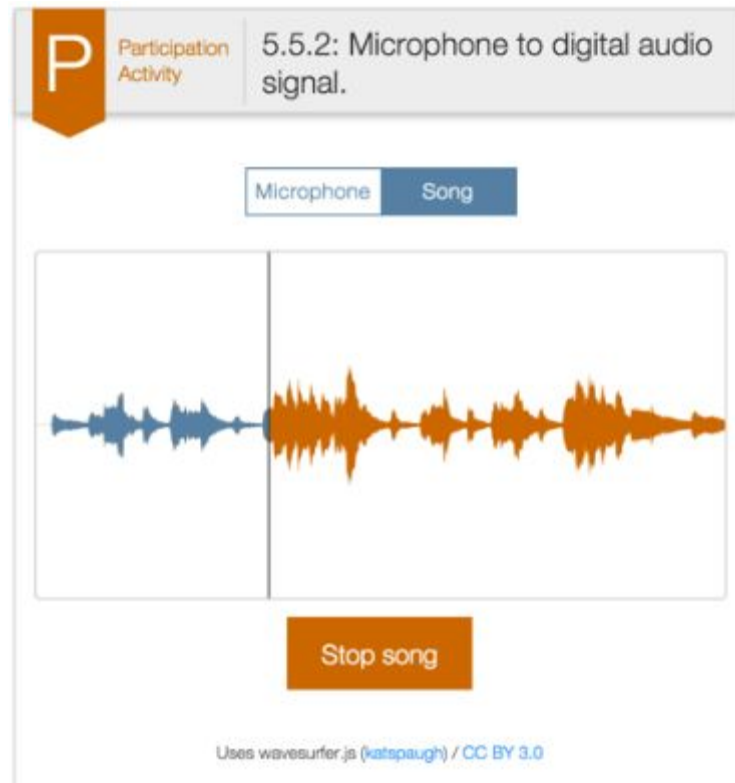 P
Participation
Activity
5.5.2: Microphone to digital audio
signal.
Microphone Song
Stop song
Uses wavesurfer.js (katspaugh) / CC BY 3.0